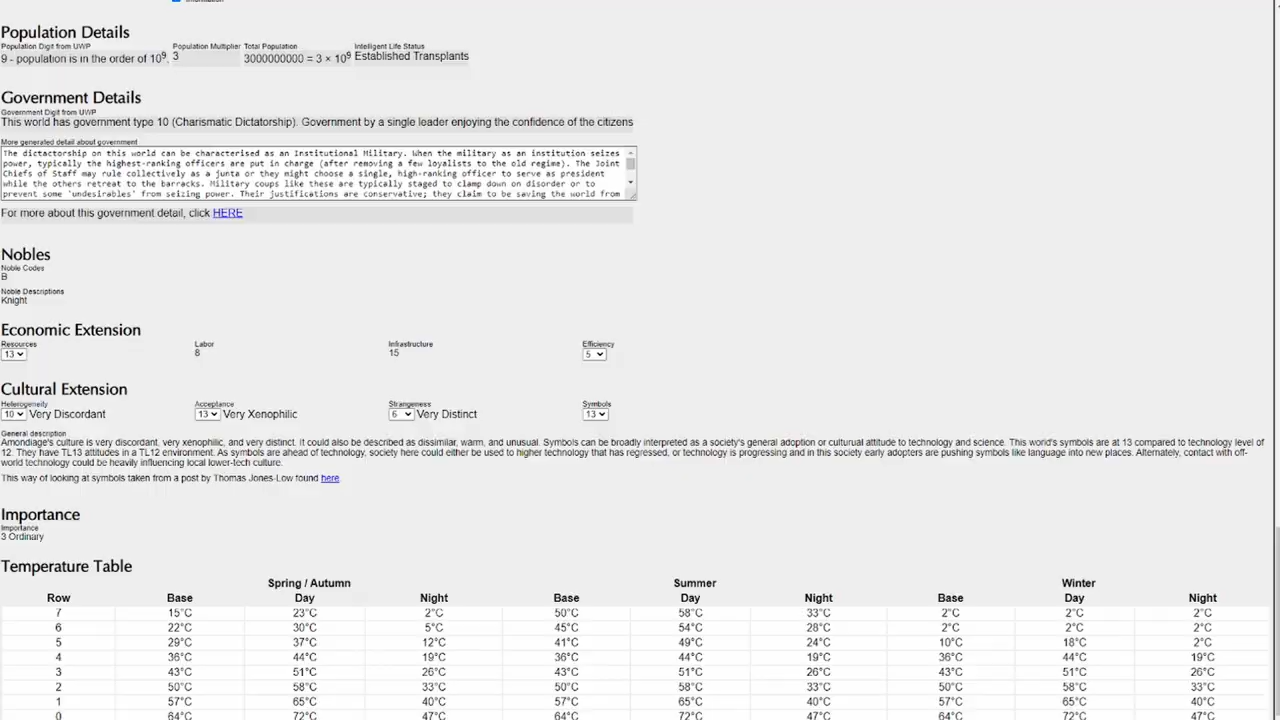 Information
Population Details
Population Digit from UWP Population Multiplier Total Population Intelligent Life Status
9 - population is in the order of 10⁹. 3 3000000000 = 3 × 10⁹ Established Transplants
Government Details
Government Digit from UWP
This world has government type 10 (Charismatic Dictatorship). Government by a single leader enjoying the confidence of the citizens
More generated detail about government
The dictactorship on this world can be characterised as an Institutional Military. When the military as an institution seizes
power, typically the highest-ranking officers are put in charge (after removing a few loyalists to the old regime). The Joint
Chiefs of Staff may rule collectively as a junta or they might choose a single, high-ranking officer to serve as president
while the others retreat to the barracks. Military coups like these are typically staged to clamp down on disorder or to
prevent some 'undesirables' from seizing power. Their justifications are conservative; they claim to be saving the world from
For more about this government detail, click HERE
Nobles
Noble Codes
B
Noble Descriptions
Knight
Economic Extension
Resources Labor Infrastructure Efficiency
13 8 15 5
Cultural Extension
Heterogeneity Acceptance Strangeness Symbols
10 Very Discordant 13 Very Xenophilic 6 Very Distinct 13
General description
Amondiage's culture is very discordant, very xenophilic, and very distinct. It could also be described as dissimilar, warm, and unusual. Symbols can be broadly interpreted as a society's general adoption or culturual attitude to technology and science. This world's symbols are at 13 compared to technology level of
12. They have TL13 attitudes in a TL12 environment. As symbols are ahead of technology, society here could either be used to higher technology that has regressed, or technology is progressing and in this society early adopters are pushing symbols like language into new places. Alternately, contact with off-
world technology could be heavily influencing local lower-tech culture.
This way of looking at symbols taken from a post by Thomas Jones-Low found here.
Importance
Importance
3 Ordinary
Temperature Table
Spring / Autumn Summer Winter
Row Base Day Night Base Day Night Base Day Night
7 15°C 23°C 2°C 50°C 58°C 33°C 2°C 2°C 2°C
6 22°C 30°C 5°C 45°C 54°C 28°C 2°C 2°C 2°C
5 29°C 37°C 12°C 41°C 49°C 24°C 10°C 18°C 2°C
4 36°C 44°C 19°C 36°C 44°C 19°C 36°C 44°C 19°C
3 43°C 51°C 26°C 43°C 51°C 26°C 43°C 51°C 26°C
2 50°C 58°C 33°C 50°C 58°C 33°C 50°C 58°C 33°C
1 57°C 65°C 40°C 57°C 65°C 40°C 57°C 65°C 40°C
0 64°C 72°C 47°C 64°C 72°C 47°C 64°C 72°C 47°C